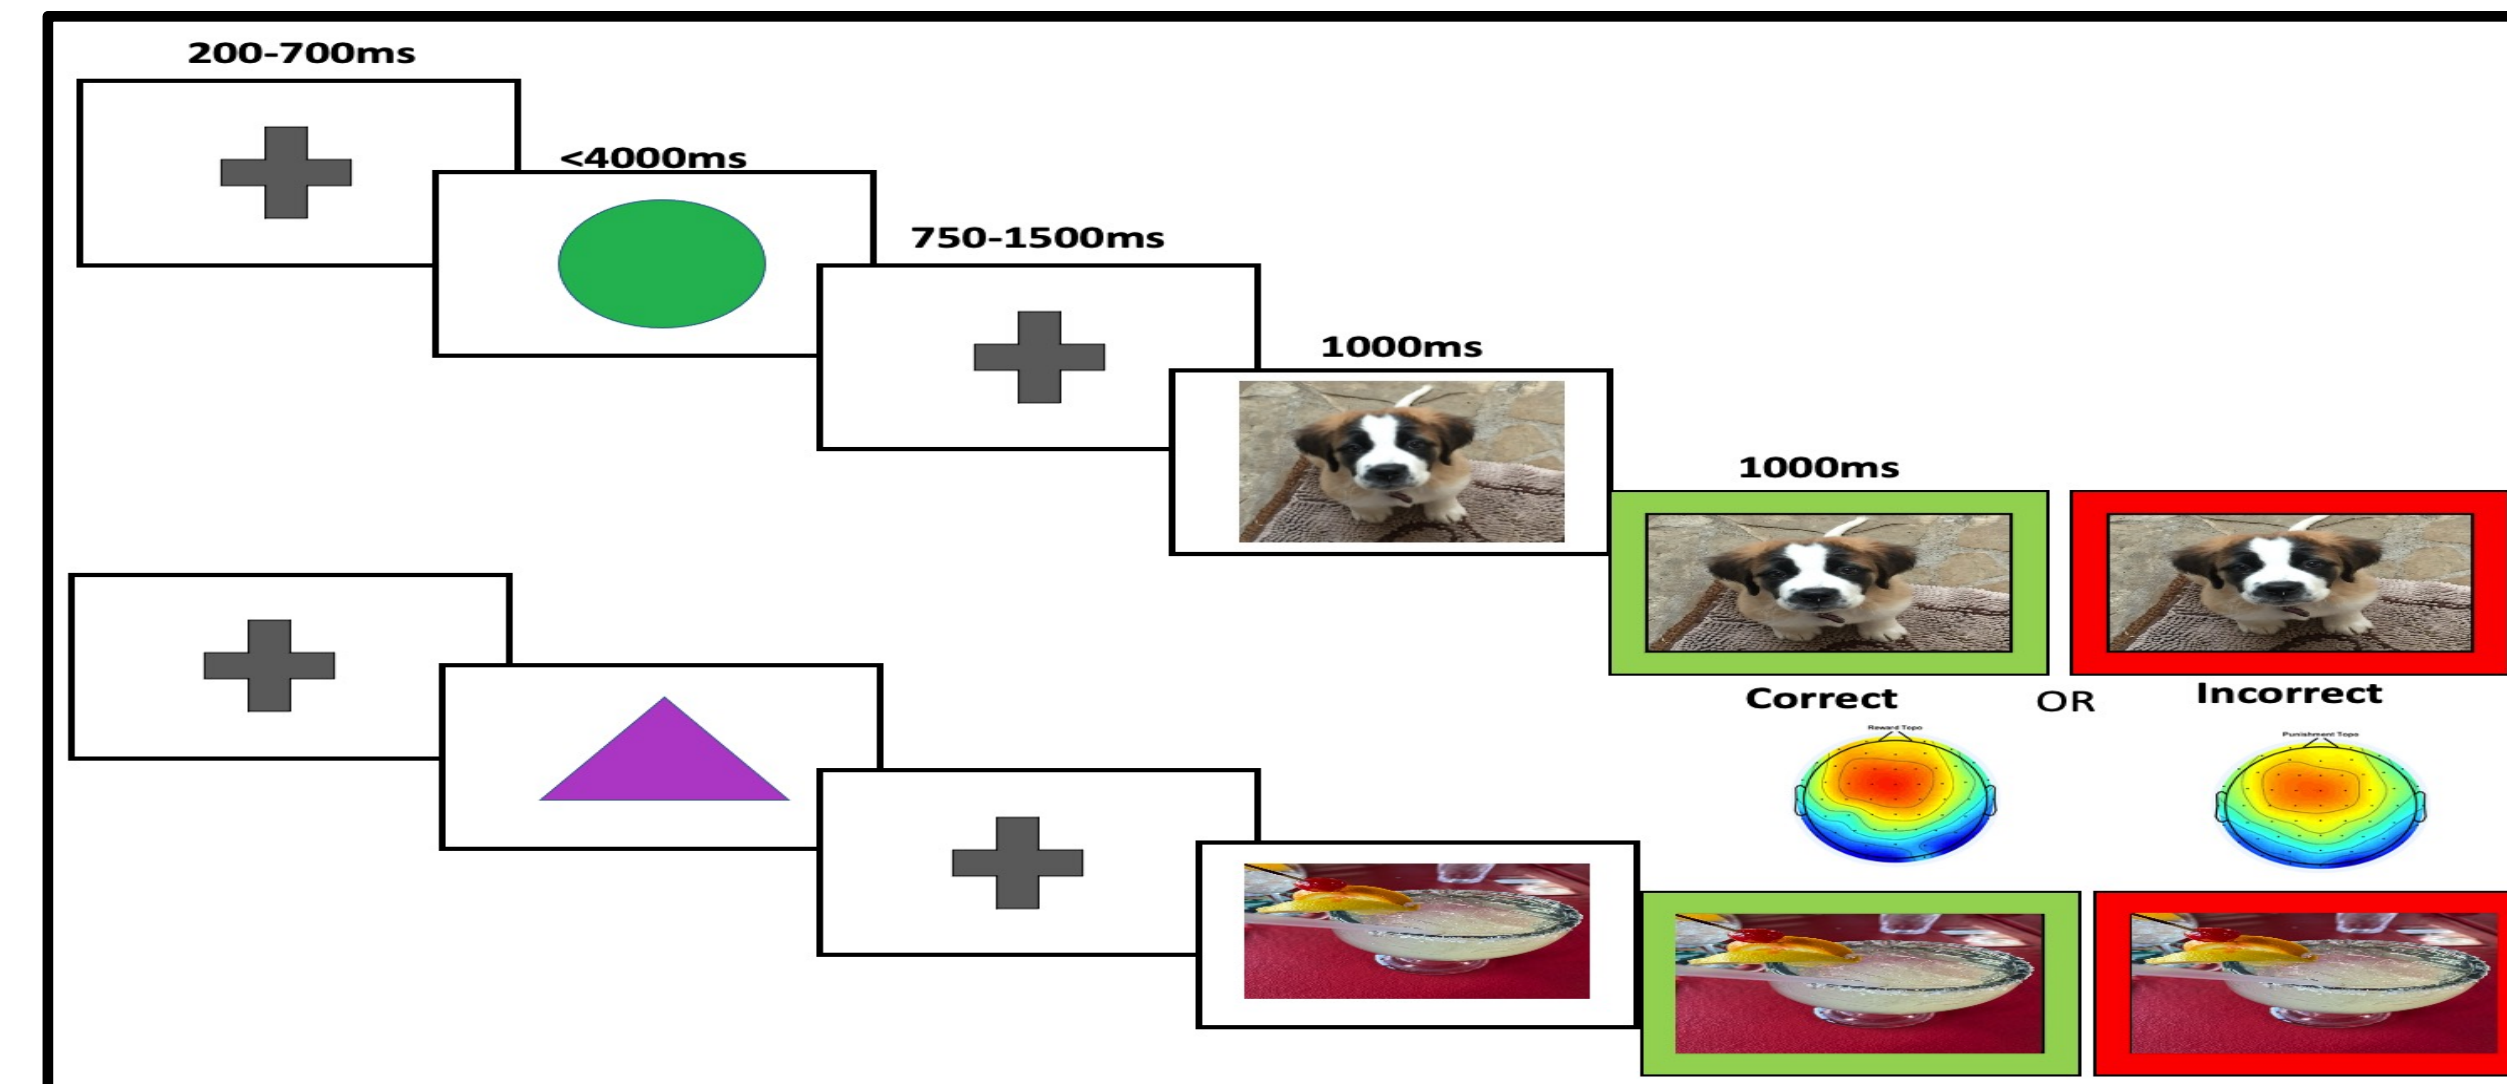 200-700ms
<4000ms
750-1500ms
1000ms
1000ms
Correct OR Incorrect
Reward Topo
Punishment Topo